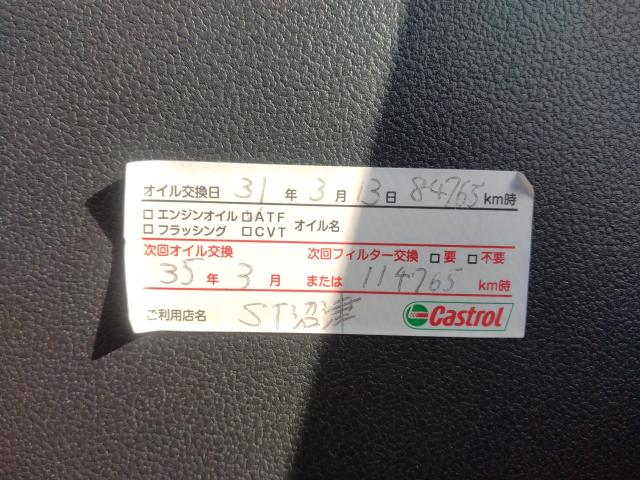 オイル交換日 31 年 3 月 13 日 84765 km時
□ エンジンオイル □ ATF
□ フラッシング □ CVT オイル名
次回オイル交換 次回フィルター交換 □ 要 □ 不要
35 年 3 月 または 114765 km時
ご利用店名 ST沼津 Castrol